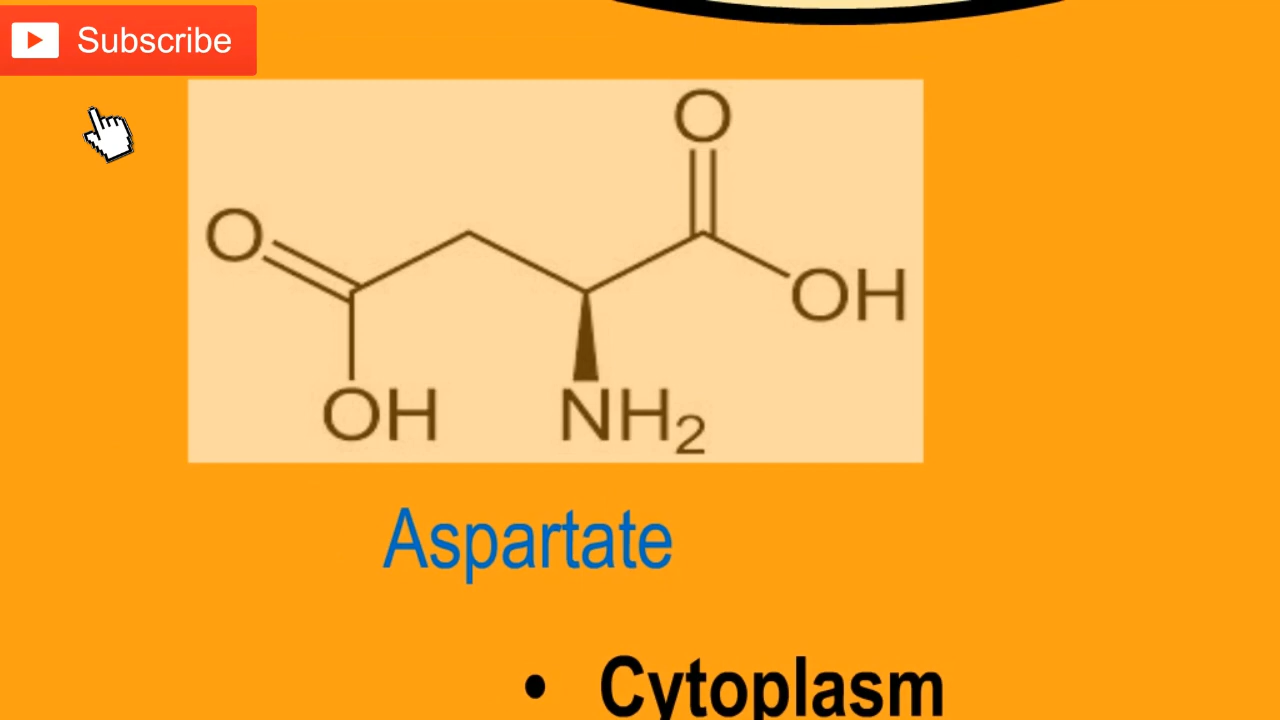 Subscribe
O
O
OH
OH
NH₂
Aspartate
• Cytoplasm